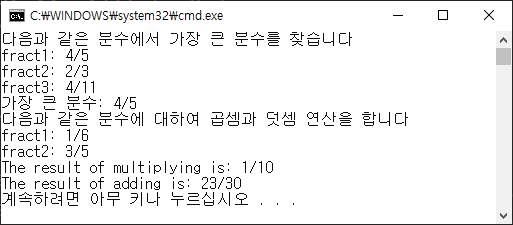 C:\WINDOWS\system32\cmd.exe
다음과 같은 분수에서 가장 큰 분수를 찾습니다
fract1: 4/5
fract2: 2/3
fract3: 4/11
가장 큰 분수: 4/5
다음과 같은 분수에 대하여 곱셈과 덧셈 연산을 합니다
fract1: 1/6
fract2: 3/5
The result of multiplying is: 1/10
The result of adding is: 23/30
계속하려면 아무 키나 누르십시오 . . .